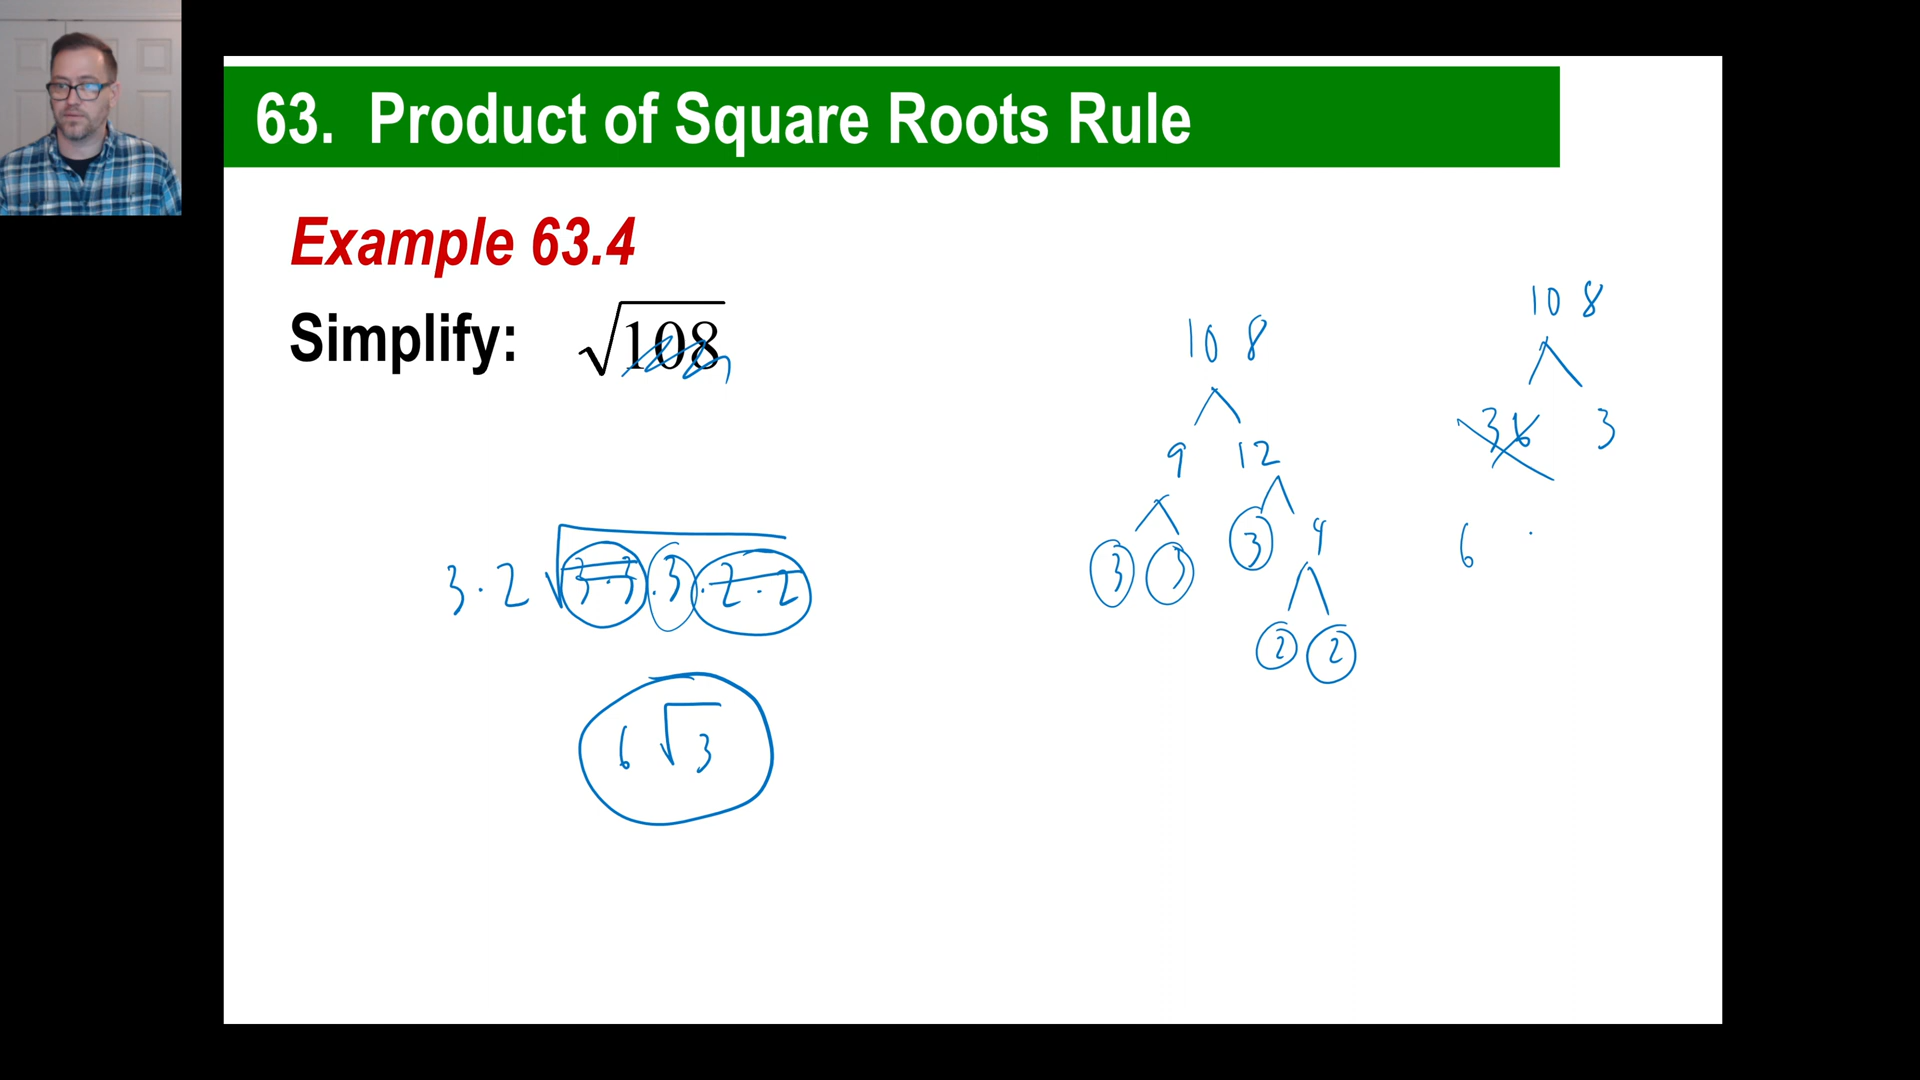 63. Product of Square Roots Rule
Example 63.4
Simplify: √108
3·2√3·3·3·2·2
6√3
108
9 12
3 3 3 4
2 2
108
36 3
6 ·